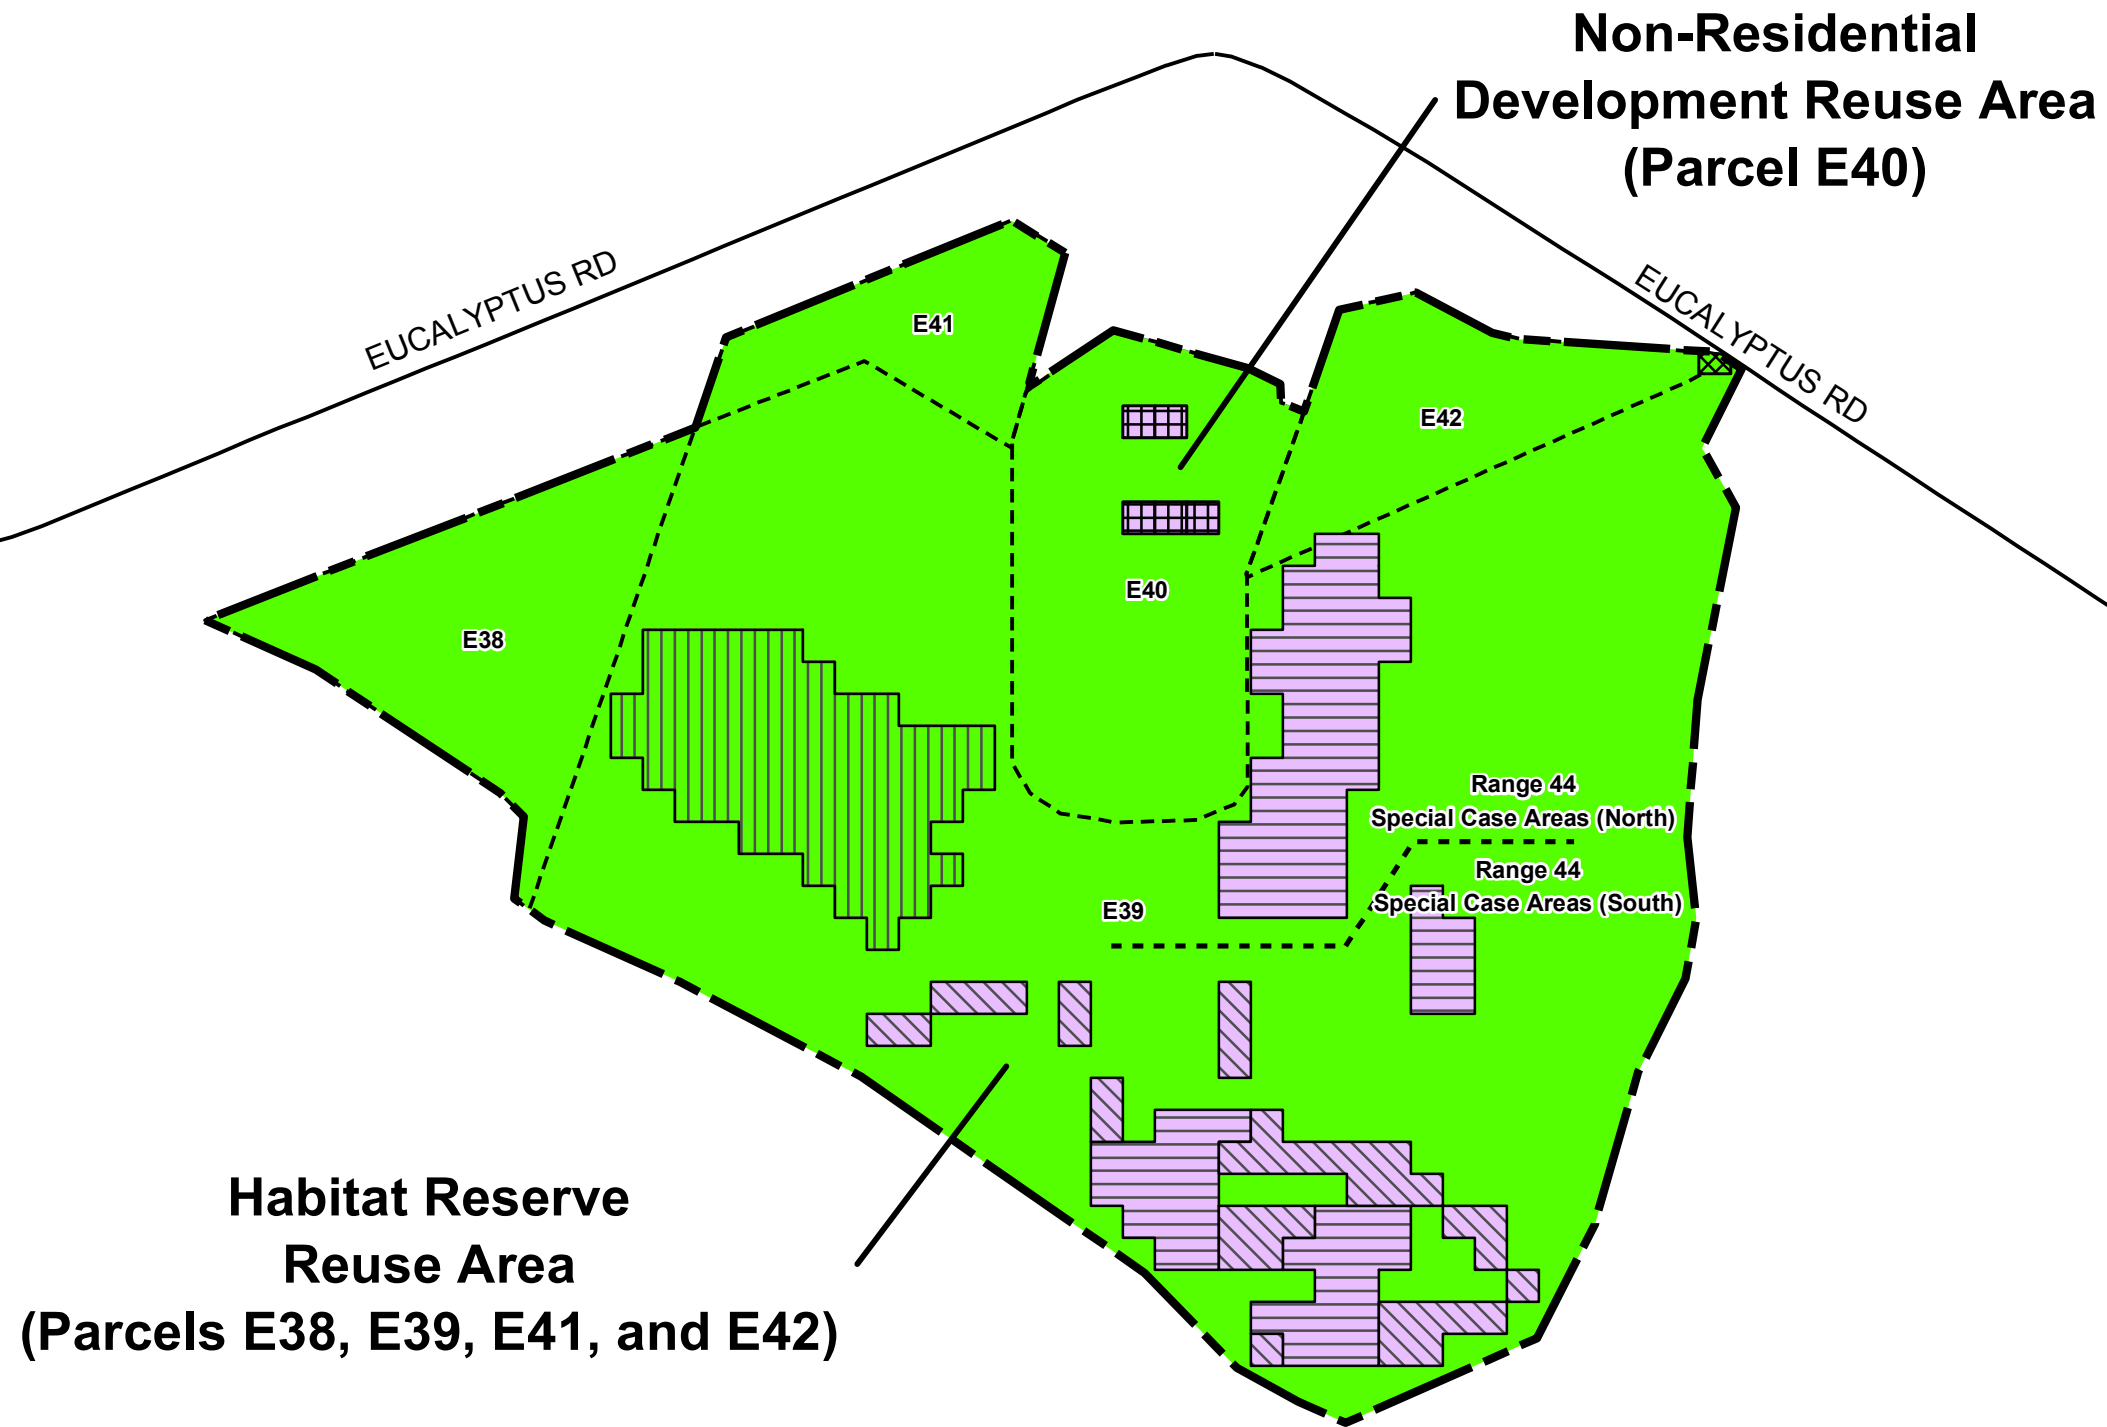 Non-Residential
Development Reuse Area
(Parcel E40)
EUCALYPTUS RD
EUCALYPTUS RD
E41
E42
E40
E38
Range 44
Special Case Areas (North)
Range 44
Special Case Areas (South)
E39
Habitat Reserve
Reuse Area
(Parcels E38, E39, E41, and E42)